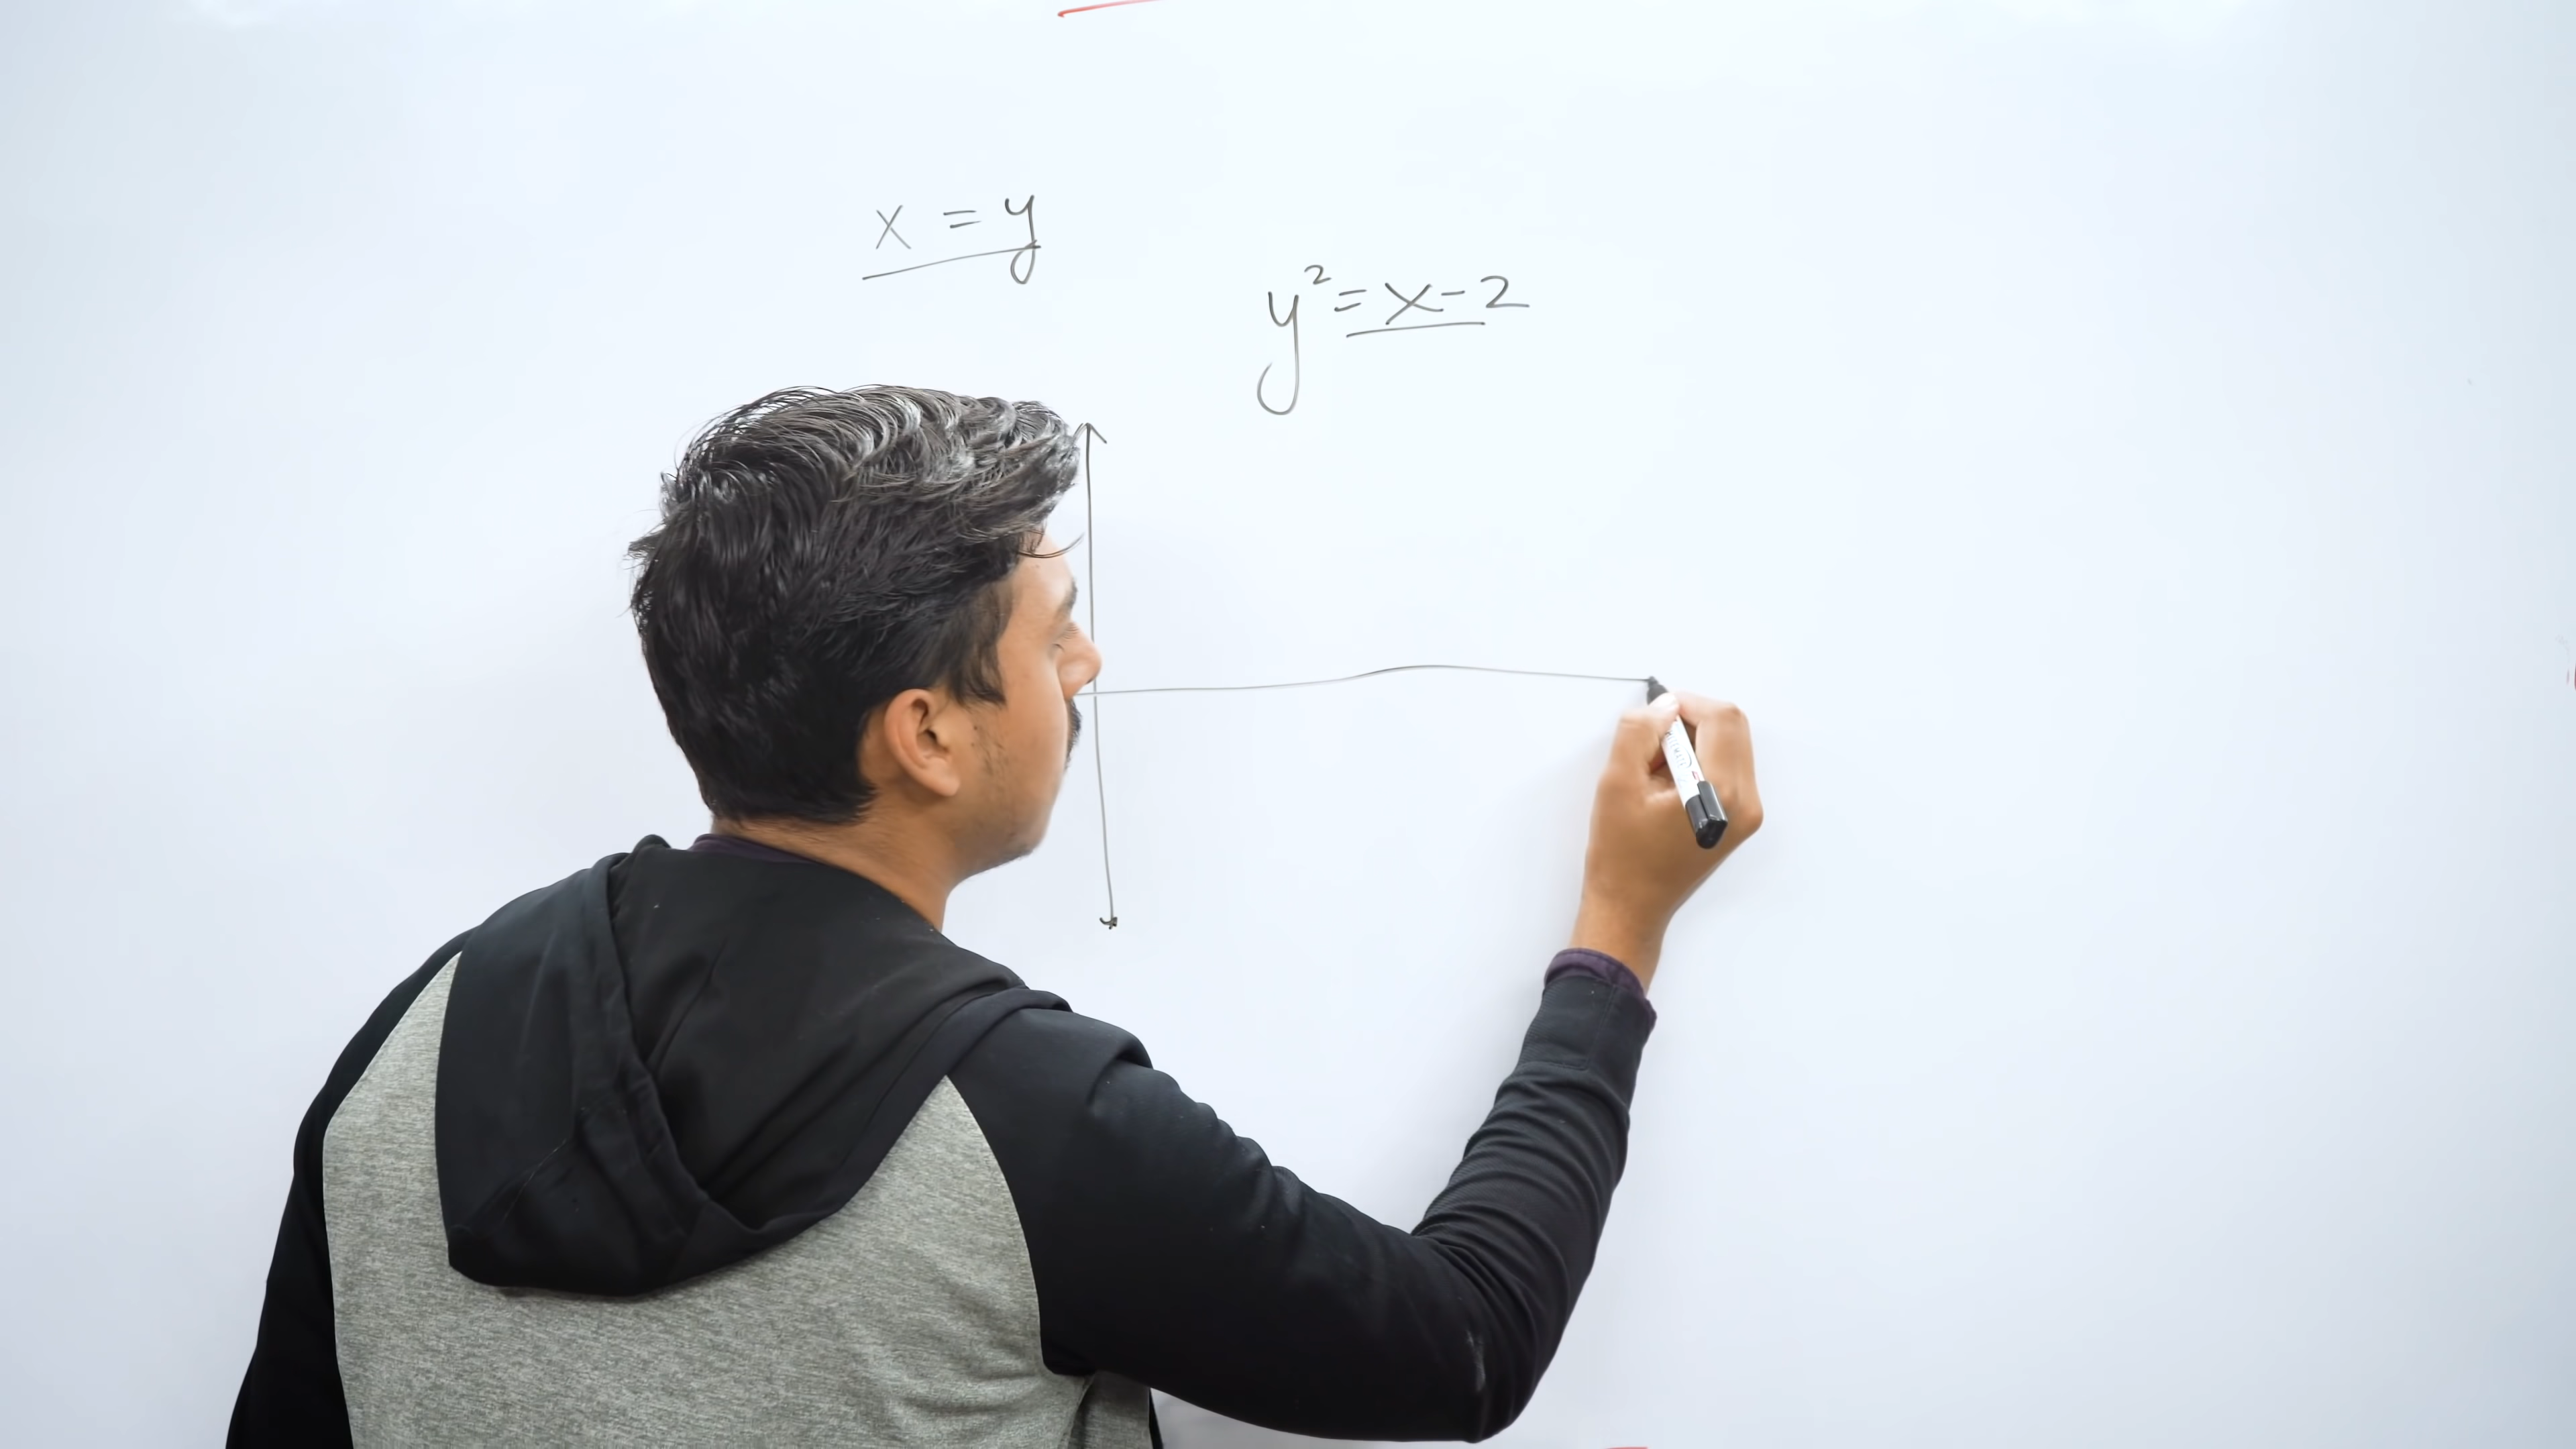 x = y
y² = x - 2